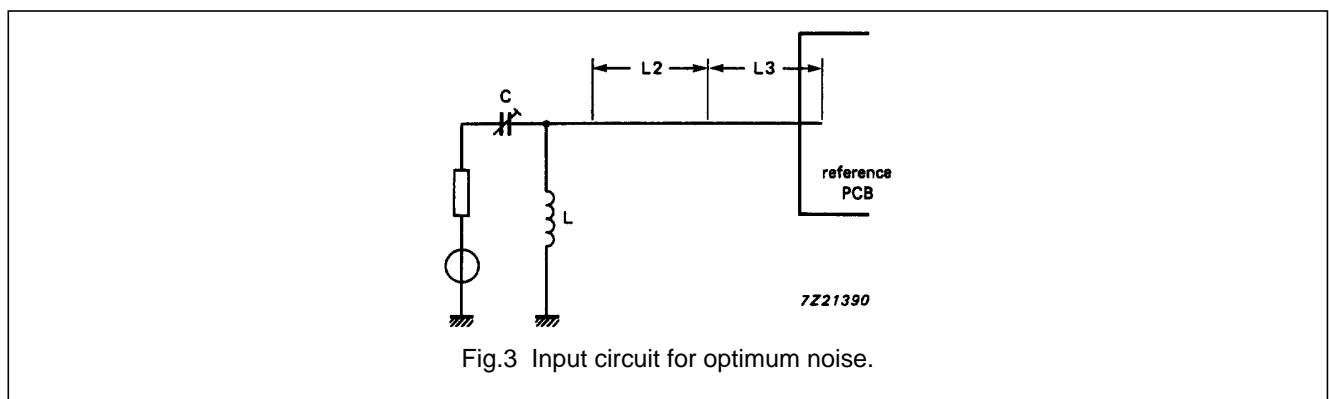 L2
L3
C
L
reference
PCB
7Z21390
Fig.3 Input circuit for optimum noise.